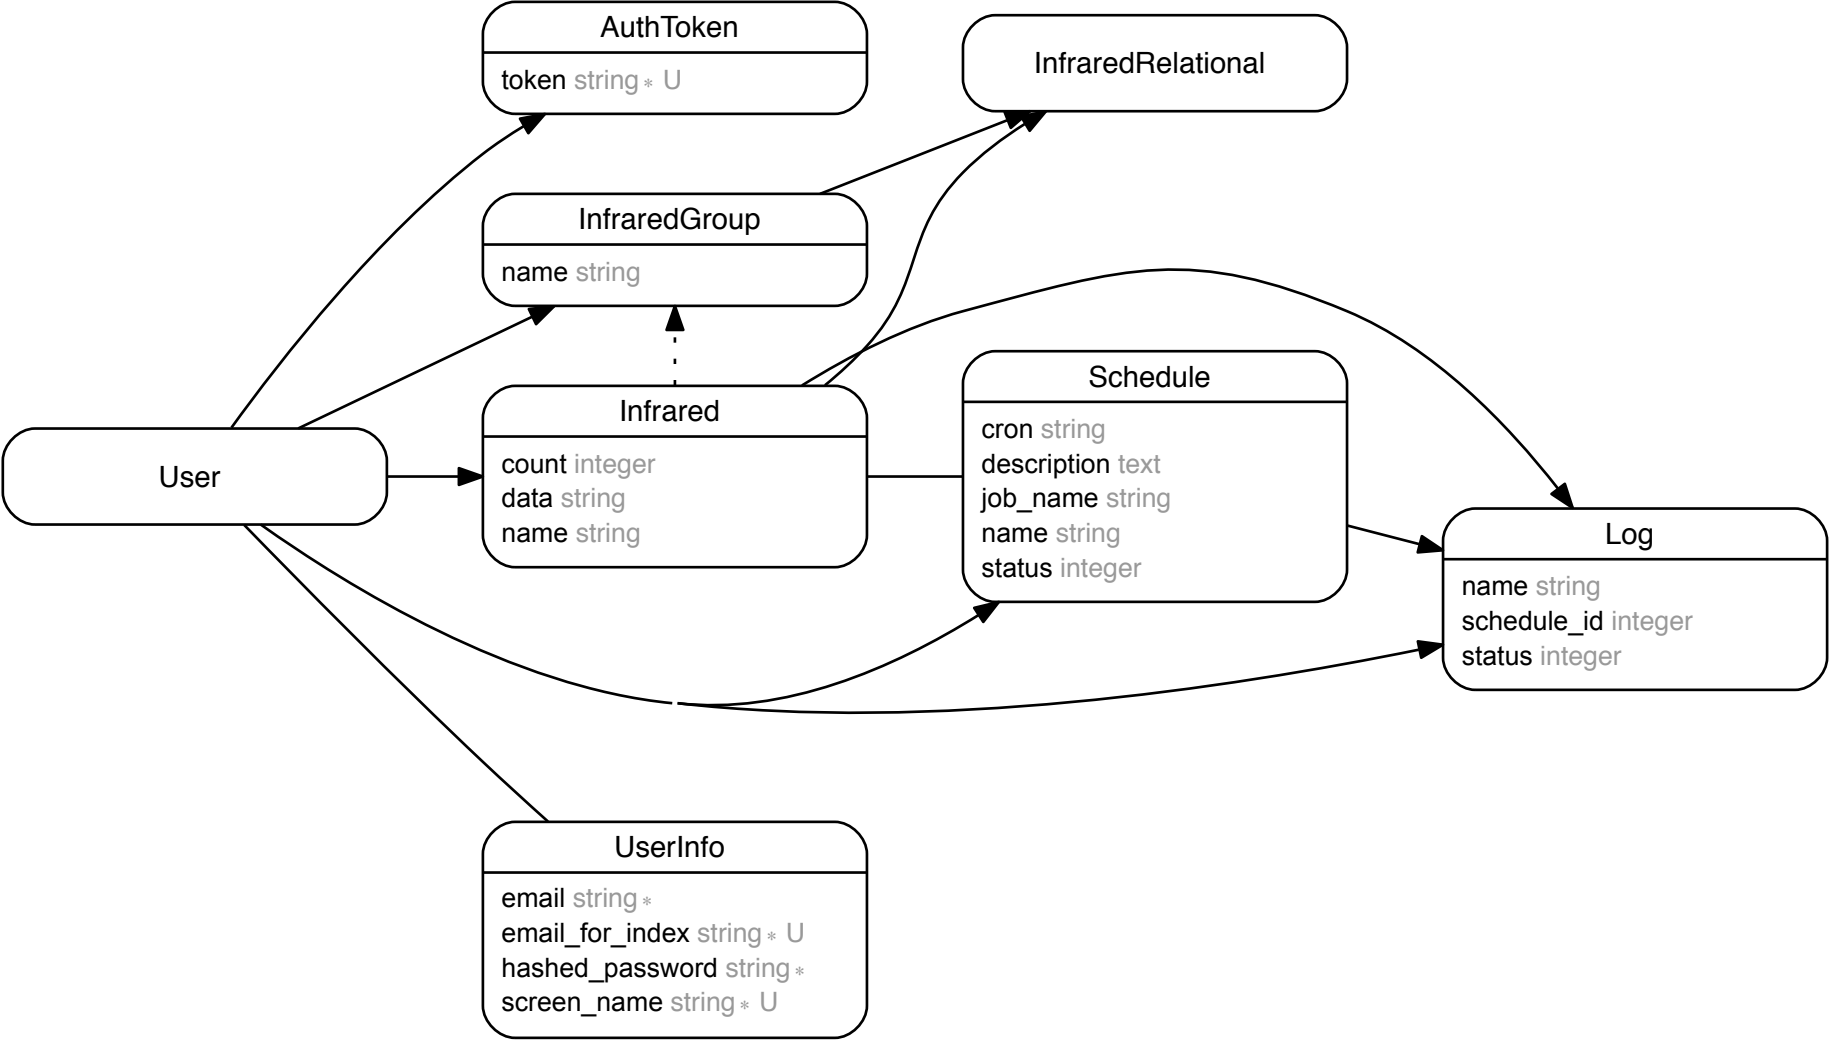 AuthToken
token string* U
InfraredRelational
InfraredGroup
name string
User
Infrared
count integer
data string
name string
Schedule
cron string
description text
job_name string
name string
status integer
Log
name string
schedule_id integer
status integer
UserInfo
email string*
email_for_index string* U
hashed_password string*
screen_name string* U